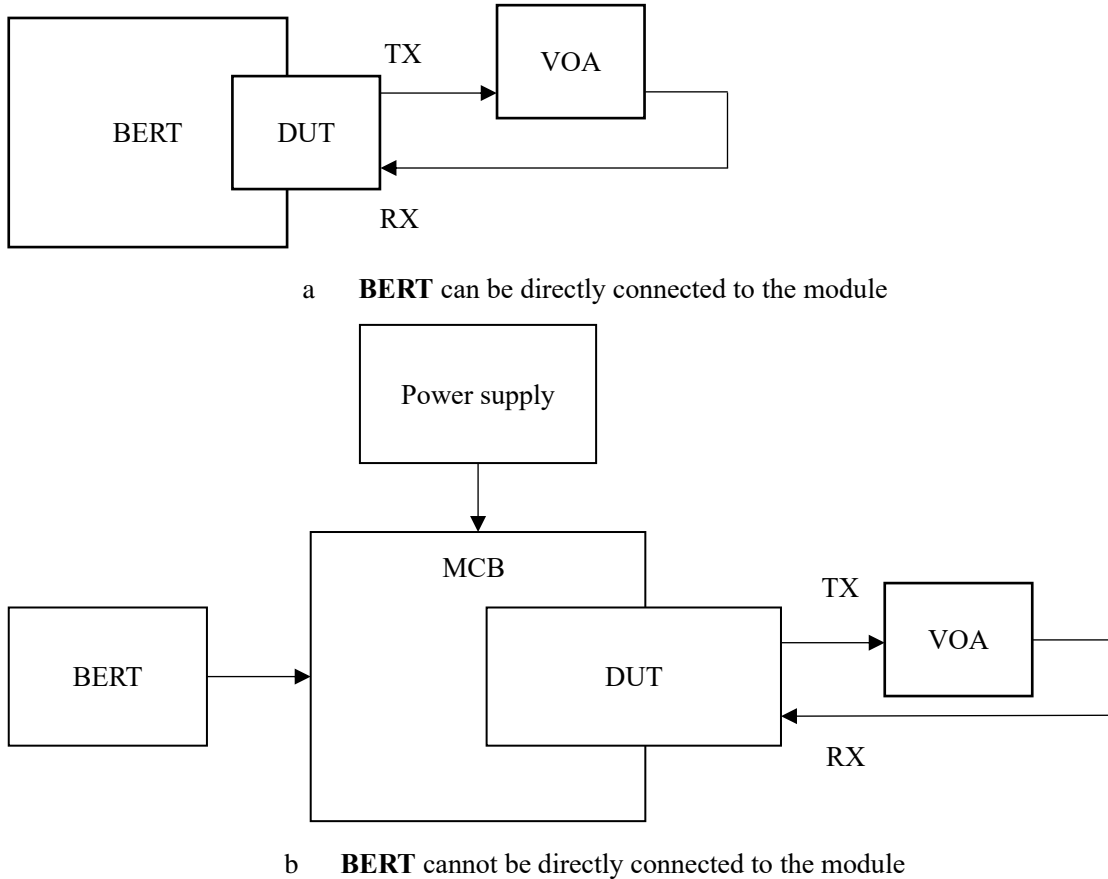 TX
VOA
BERT
DUT
RX
a BERT can be directly connected to the module
Power supply
MCB
TX
VOA
BERT
DUT
RX
b BERT cannot be directly connected to the module